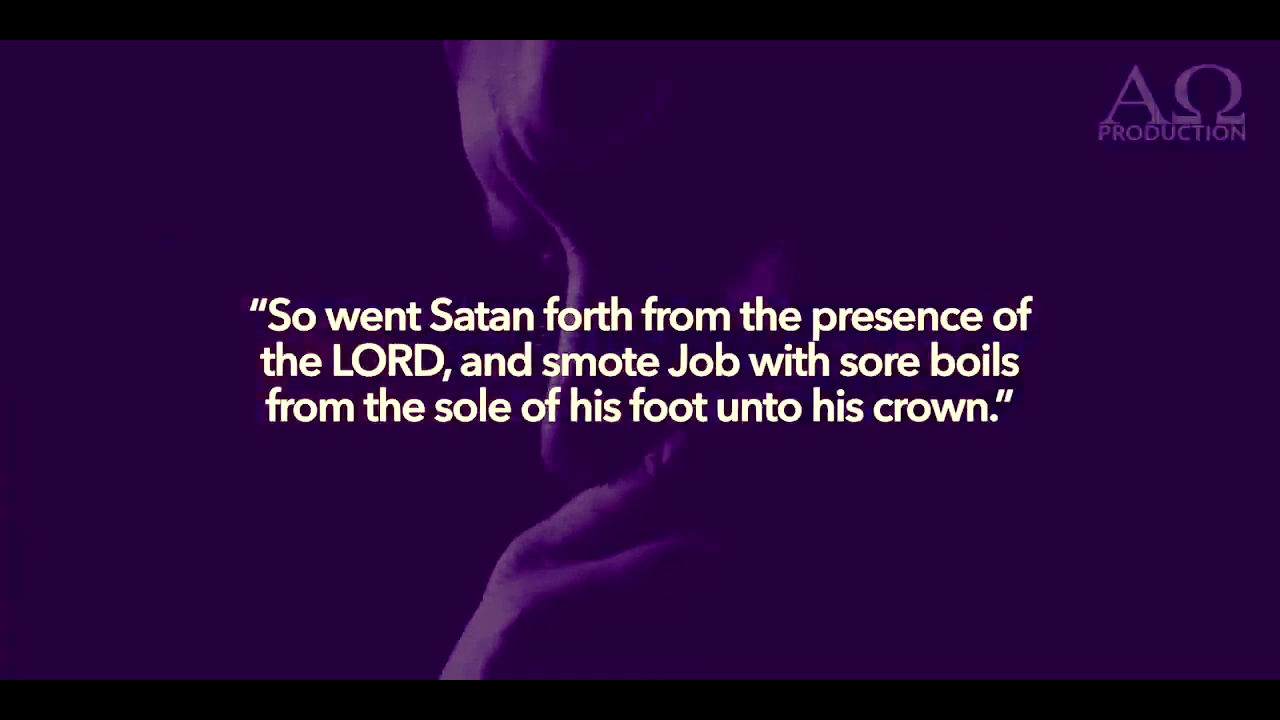 ΑΩ
PRODUCTION
“So went Satan forth from the presence of
the LORD, and smote Job with sore boils
from the sole of his foot unto his crown.”